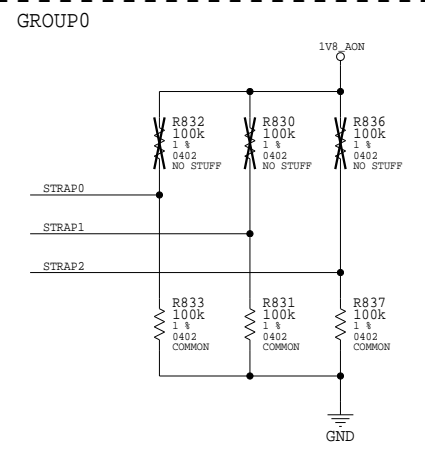 GROUP0
1V8_AON
R832
100k
1 %
0402
NO STUFF
R830
100k
1 %
0402
NO STUFF
R836
100k
1 %
0402
NO STUFF
STRAP0
STRAP1
STRAP2
R833
100k
1 %
0402
COMMON
R831
100k
1 %
0402
COMMON
R837
100k
1 %
0402
COMMON
GND